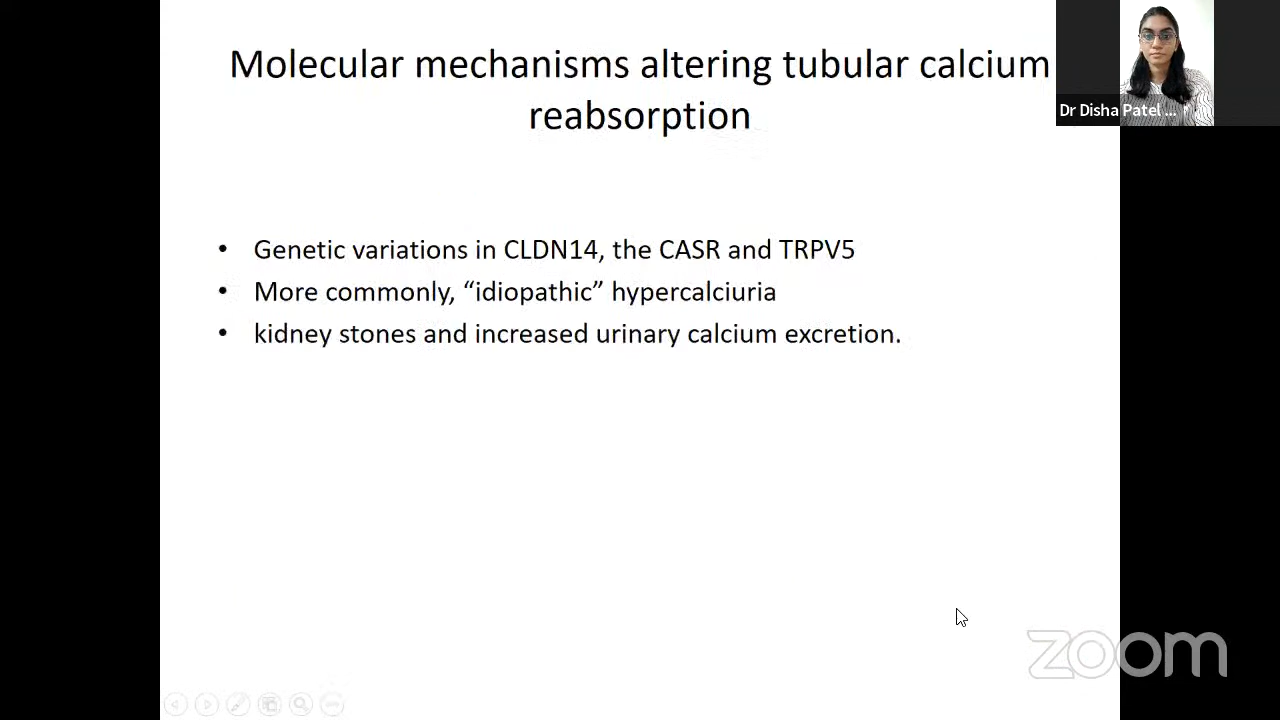 Molecular mechanisms altering tubular calcium
reabsorption
Dr Disha Patel ...
• Genetic variations in CLDN14, the CASR and TRPV5
• More commonly, “idiopathic” hypercalciuria
• kidney stones and increased urinary calcium excretion.
zoom